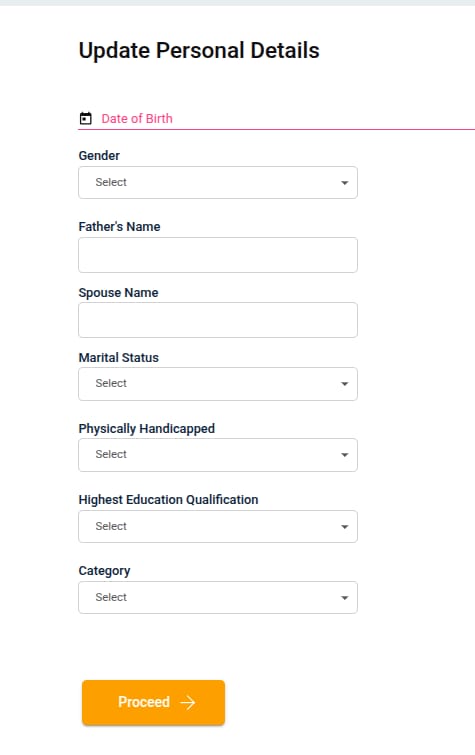 Update Personal Details
Date of Birth
Gender
Select
Father's Name
Spouse Name
Marital Status
Select
Physically Handicapped
Select
Highest Education Qualification
Select
Category
Select
Proceed